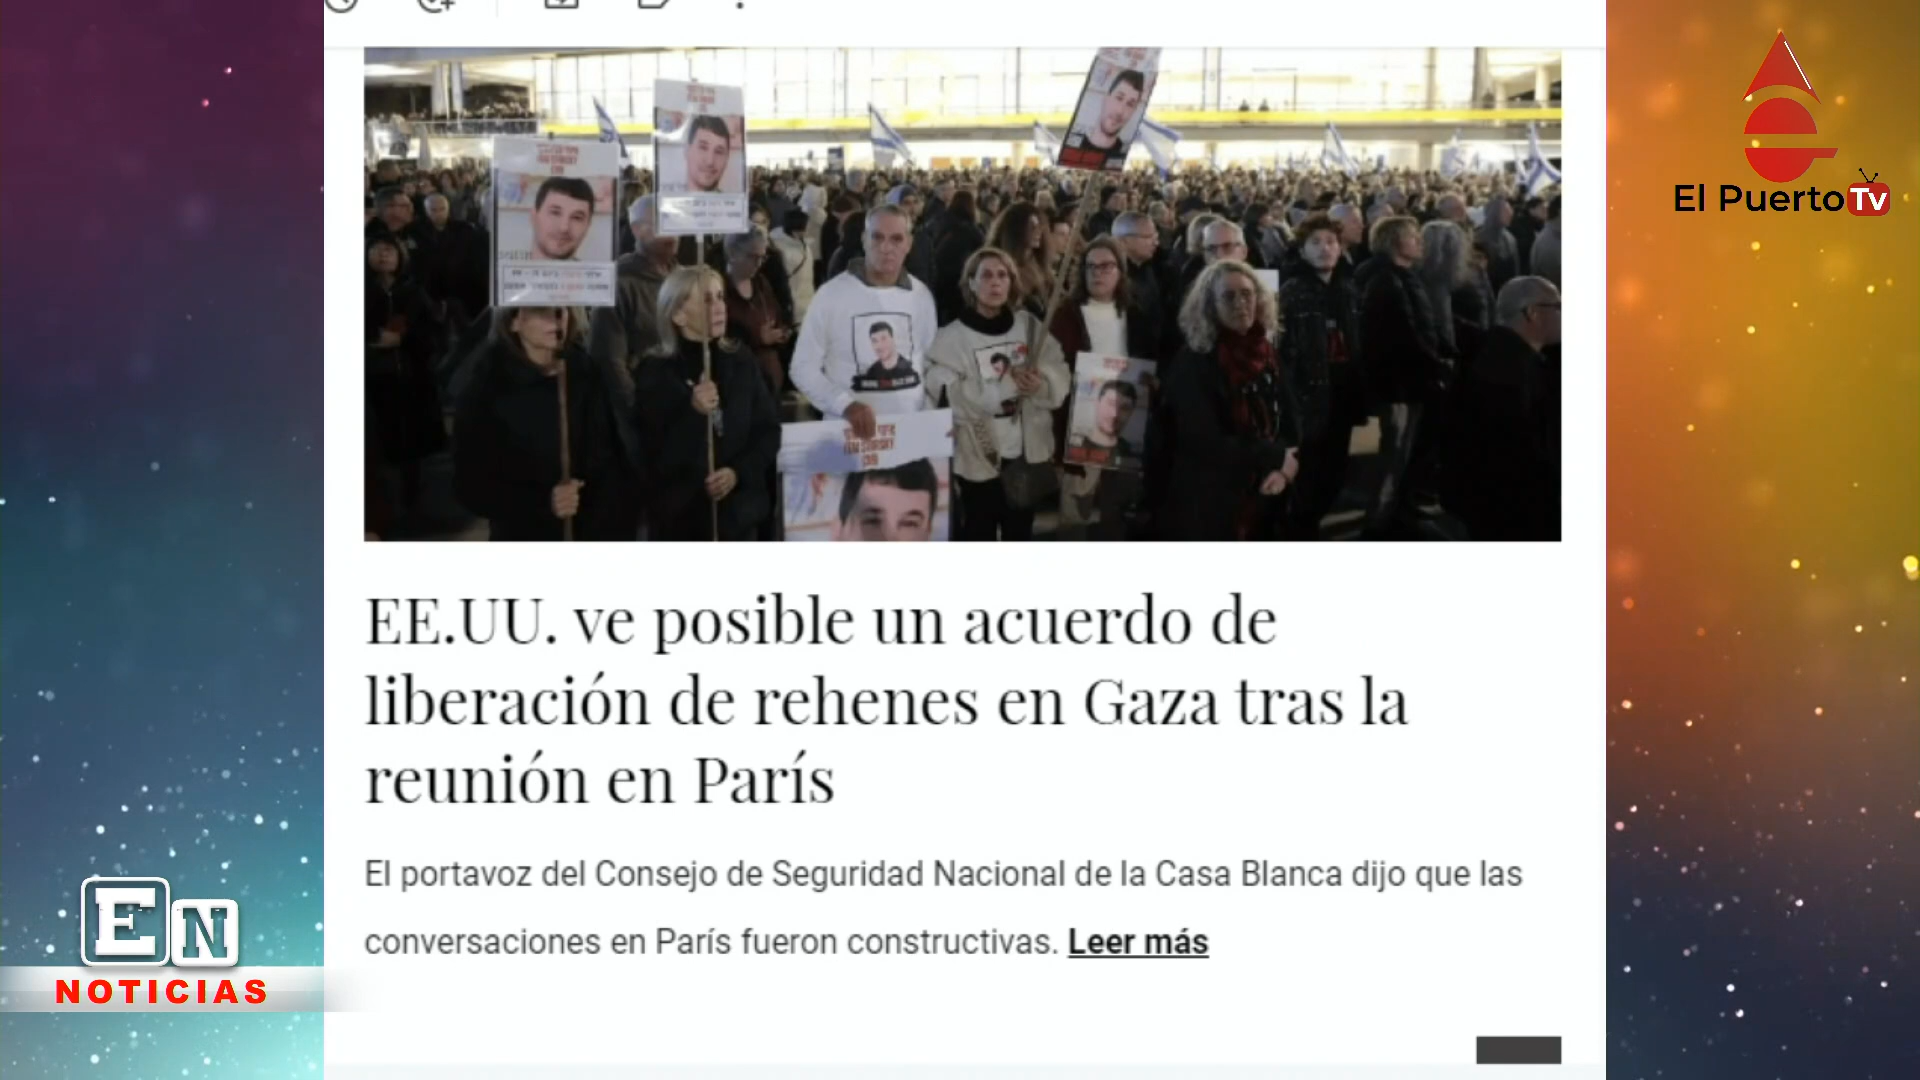 El Puerto Tv
EE.UU. ve posible un acuerdo de
liberación de rehenes en Gaza tras la
reunión en París
El portavoz del Consejo de Seguridad Nacional de la Casa Blanca dijo que las
conversaciones en París fueron constructivas. Leer más
EN
NOTICIAS